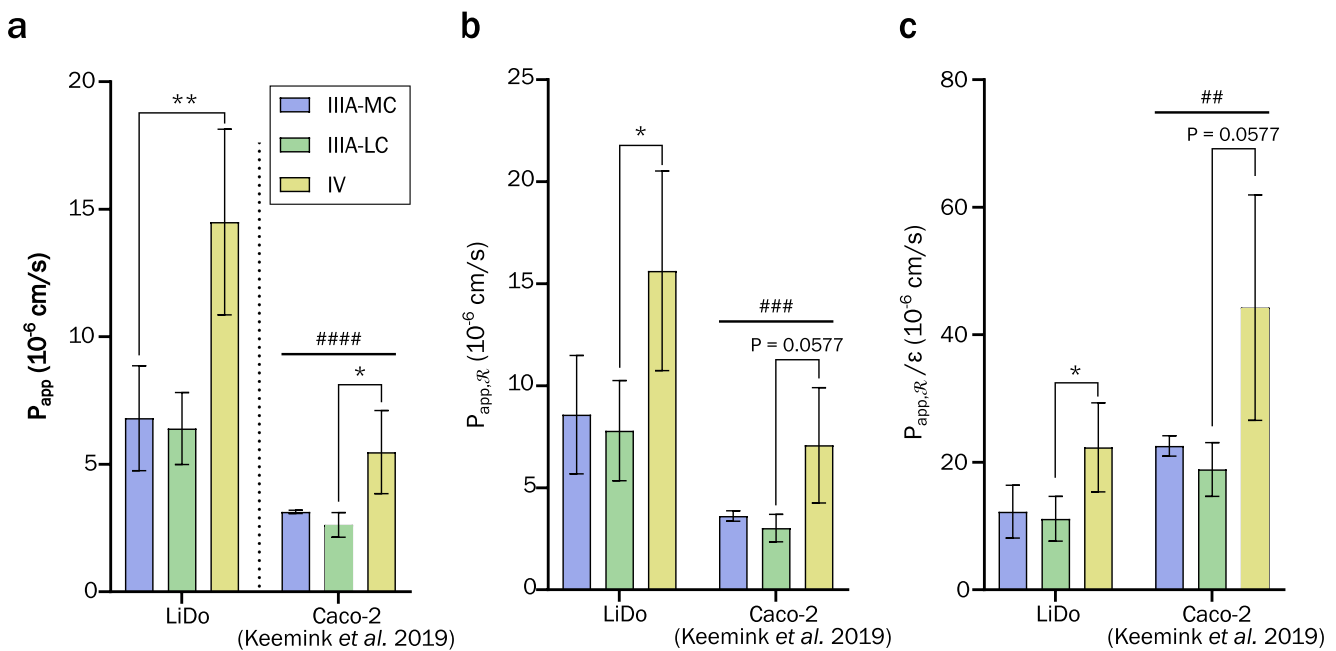 a
P_app (10⁻⁶ cm/s)
20
15
10
5
0
**
IIIA-MC
IIIA-LC
IV
####
*
LiDo
Caco-2
(Keemink et al. 2019)
b
P_app,ℛ (10⁻⁶ cm/s)
25
20
15
10
5
0
*
###
P = 0.0577
LiDo
Caco-2
(Keemink et al. 2019)
c
P_app,ℛ /ε (10⁻⁶ cm/s)
80
60
40
20
0
*
##
P = 0.0577
LiDo
Caco-2
(Keemink et al. 2019)